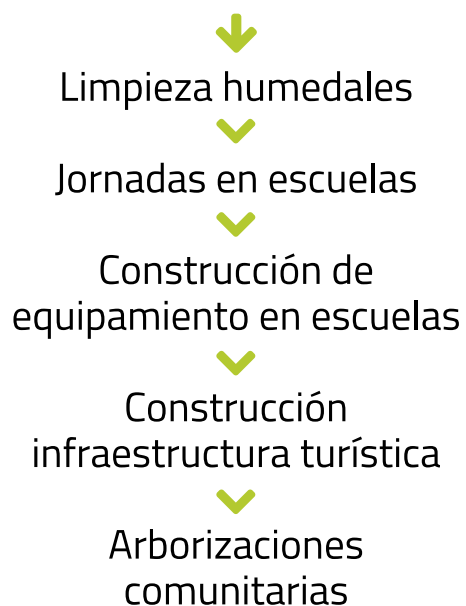 Limpieza humedales
Jornadas en escuelas
Construcción de
equipamiento en escuelas
Construcción
infraestructura turística
Arborizaciones
comunitarias